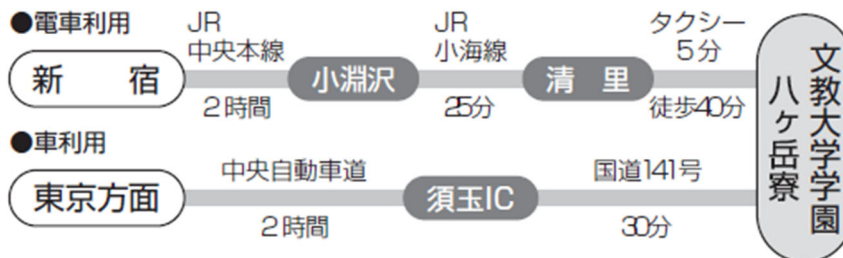 ●電車利用
JR
中央本線
JR
小海線
タクシー
5分
新 宿
小淵沢
清 里
2時間
25分
徒歩40分
●車利用
中央自動車道
国道141号
東京方面
須玉IC
2時間
30分
文教大学学園
八ヶ岳寮